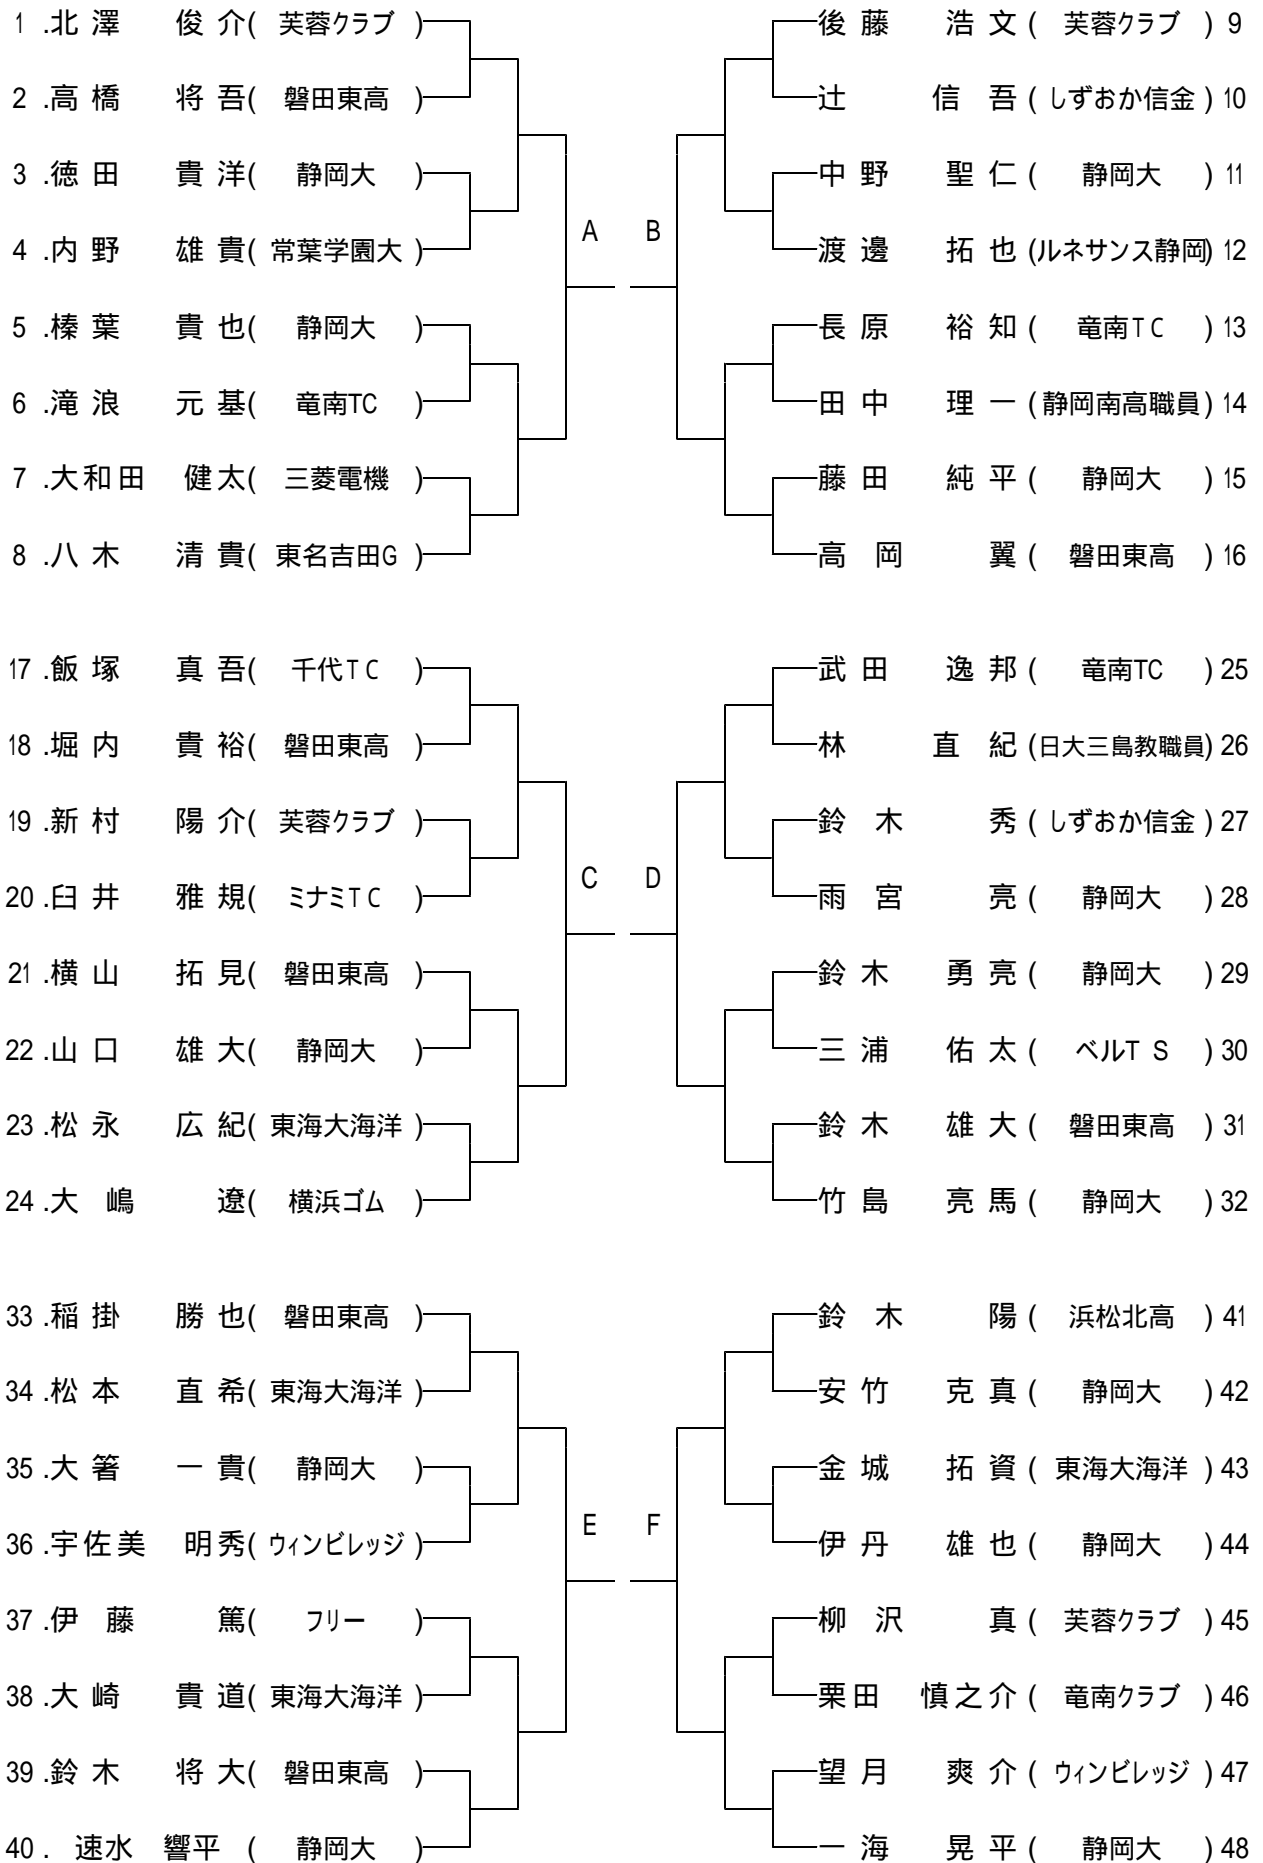 1 .北澤 俊介( 芙蓉クラブ )
2 .高橋 将吾( 磐田東高 )
3 .徳田 貴洋( 静岡大 )
4 .内野 雄貴( 常葉学園大 )
5 .榛葉 貴也( 静岡大 )
6 .滝浪 元基( 竜南TC )
7 .大和田 健太( 三菱電機 )
8 .八木 清貴( 東名吉田G )
A B
後藤 浩文( 芙蓉クラブ ) 9
辻 信吾( しずおか信金 ) 10
中野 聖仁( 静岡大 ) 11
渡邊 拓也(ルネサンス静岡) 12
長原 裕知( 竜南TC ) 13
田中 理一(静岡南高職員) 14
藤田 純平( 静岡大 ) 15
高岡 翼( 磐田東高 ) 16
17 .飯塚 真吾( 千代TC )
18 .堀内 貴裕( 磐田東高 )
19 .新村 陽介( 芙蓉クラブ )
20 .臼井 雅規( ミナミTC )
21 .横山 拓見( 磐田東高 )
22 .山口 雄大( 静岡大 )
23 .松永 広紀( 東海大海洋 )
24 .大嶋 遼( 横浜ゴム )
C D
武田 逸邦( 竜南TC ) 25
林 直紀(日大三島教職員) 26
鈴木 秀( しずおか信金 ) 27
雨宮 亮( 静岡大 ) 28
鈴木 勇亮( 静岡大 ) 29
三浦 佑太( ベルTS ) 30
鈴木 雄大( 磐田東高 ) 31
竹島 亮馬( 静岡大 ) 32
33 .稲掛 勝也( 磐田東高 )
34 .松本 直希( 東海大海洋 )
35 .大箸 一貴( 静岡大 )
36 .宇佐美 明秀( ウィンビレッジ )
37 .伊藤 篤( フリー )
38 .大崎 貴道( 東海大海洋 )
39 .鈴木 将大( 磐田東高 )
40 . 速水 響平 ( 静岡大 )
E F
鈴木 陽( 浜松北高 ) 41
安竹 克真( 静岡大 ) 42
金城 拓資( 東海大海洋 ) 43
伊丹 雄也( 静岡大 ) 44
柳沢 真( 芙蓉クラブ ) 45
栗田 慎之介( 竜南クラブ ) 46
望月 爽介( ウィンビレッジ ) 47
一海 晃平( 静岡大 ) 48